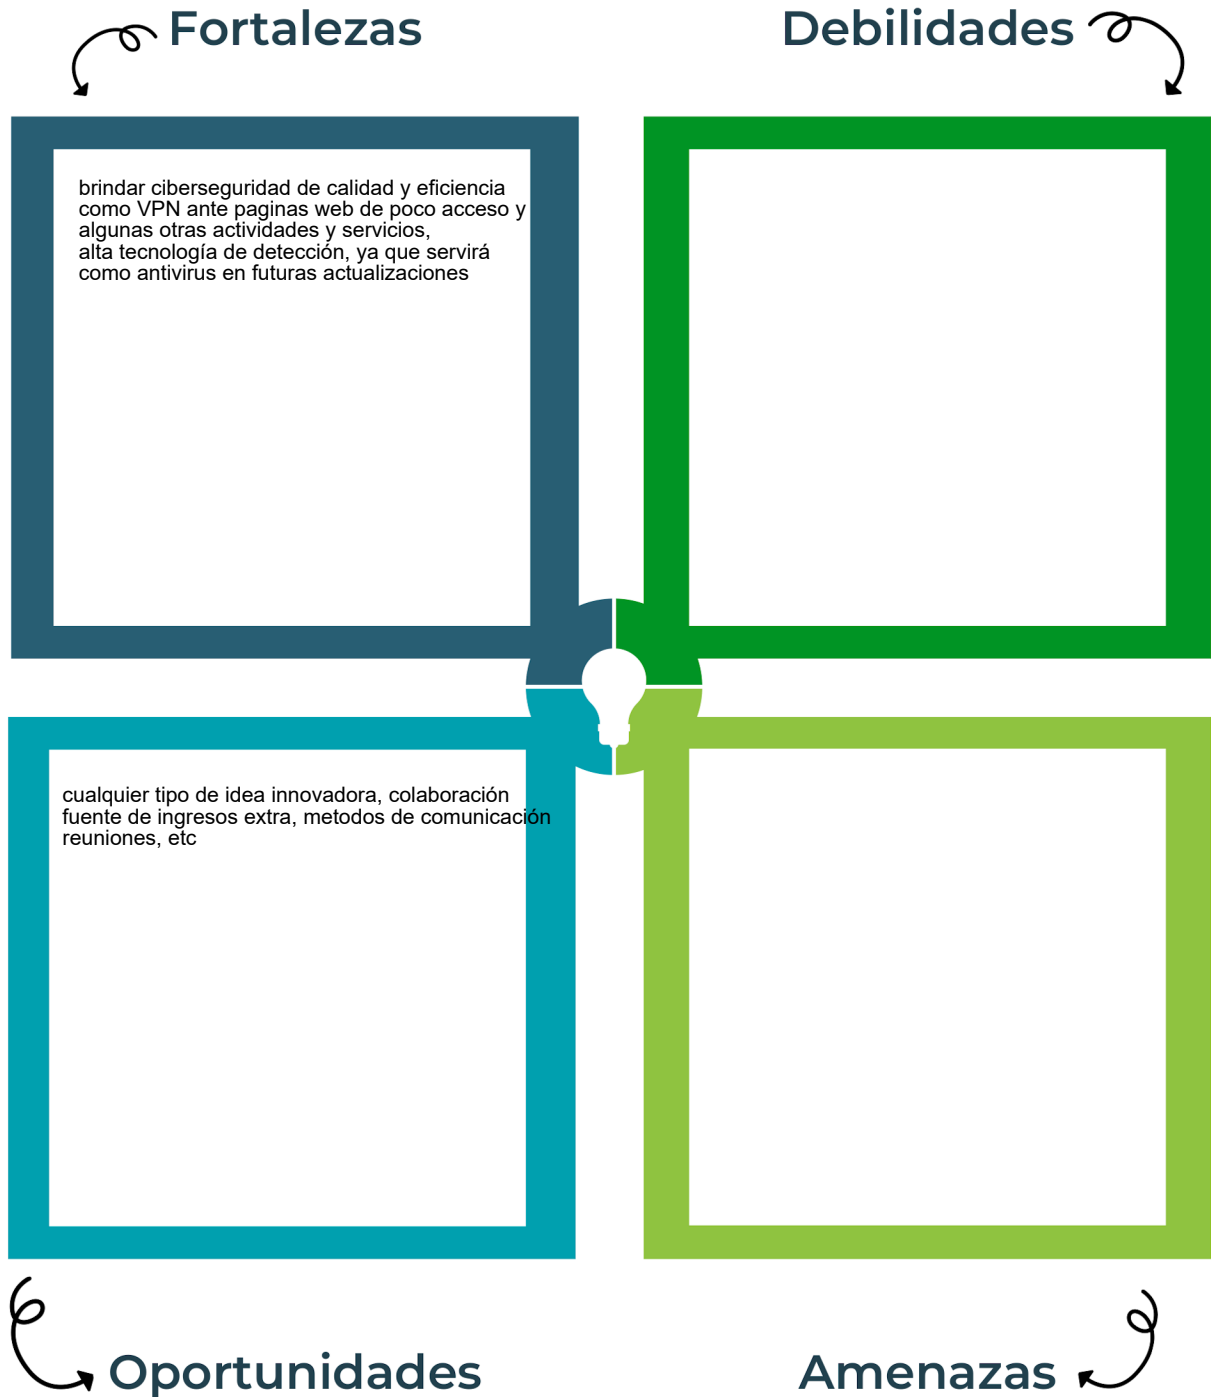 Fortalezas
Debilidades
brindar ciberseguridad de calidad y eficiencia
como VPN ante paginas web de poco acceso y
algunas otras actividades y servicios,
alta tecnología de detección, ya que servirá
como antivirus en futuras actualizaciones
cualquier tipo de idea innovadora, colaboración
fuente de ingresos extra, metodos de comunicación
reuniones, etc
Oportunidades
Amenazas